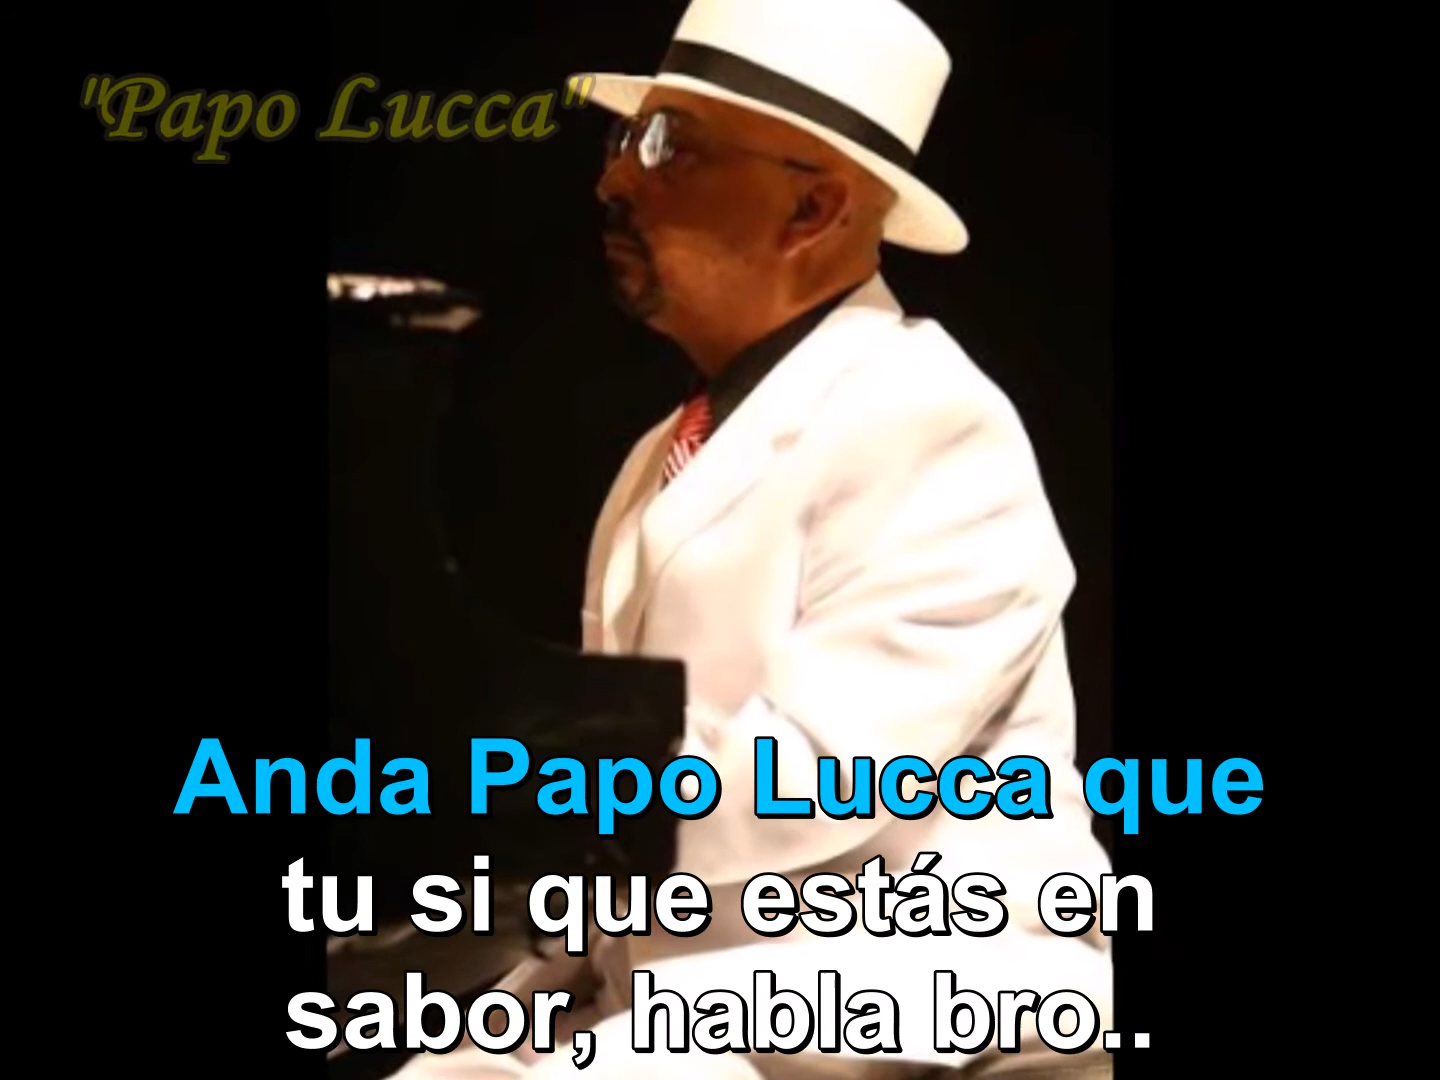 "Papo Lucca"
Anda Papo Lucca que
tu si que estás en
sabor, habla bro..